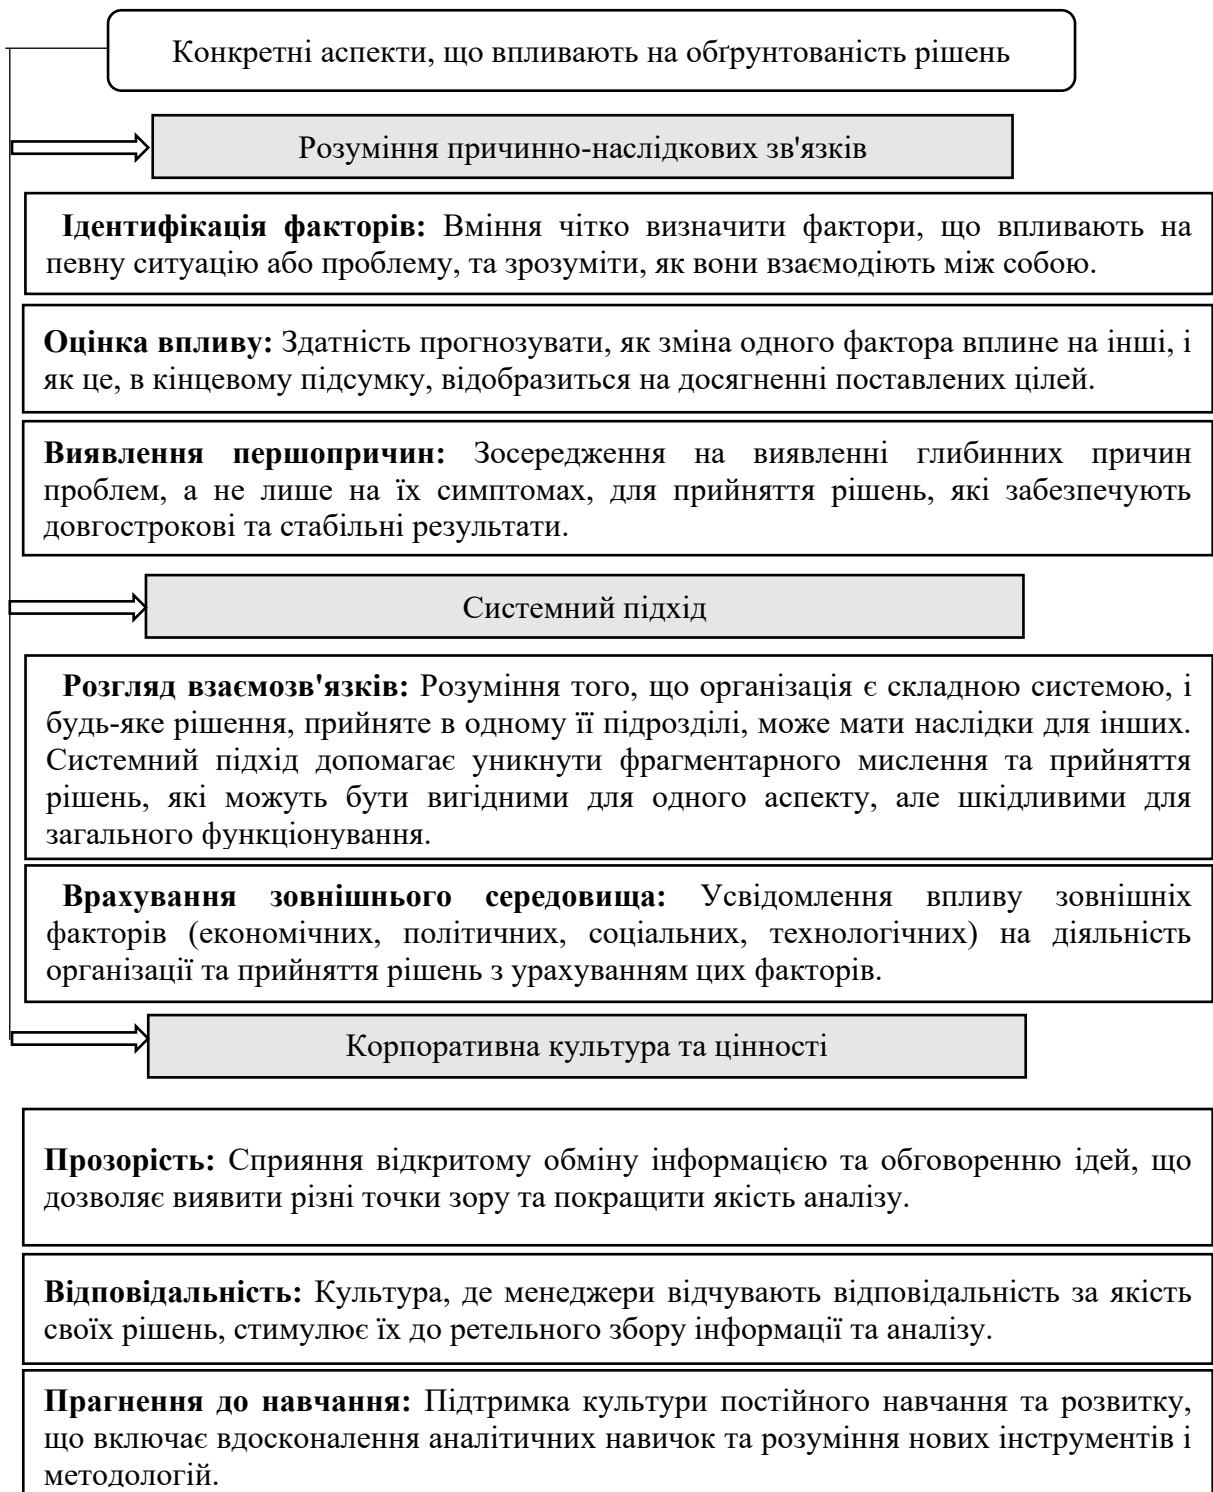 Конкретні аспекти, що впливають на обґрунтованість рішень
Розуміння причинно-наслідкових зв'язків
Ідентифікація факторів: Вміння чітко визначити фактори, що впливають на
певну ситуацію або проблему, та зрозуміти, як вони взаємодіють між собою.
Оцінка впливу: Здатність прогнозувати, як зміна одного фактора вплине на інші, і
як це, в кінцевому підсумку, відобразиться на досягненні поставлених цілей.
Виявлення першопричин: Зосередження на виявленні глибинних причин
проблем, а не лише на їх симптомах, для прийняття рішень, які забезпечують
довгострокові та стабільні результати.
Системний підхід
Розгляд взаємозв'язків: Розуміння того, що організація є складною системою, і
будь-яке рішення, прийняте в одному її підрозділі, може мати наслідки для інших.
Системний підхід допомагає уникнути фрагментарного мислення та прийняття
рішень, які можуть бути вигідними для одного аспекту, але шкідливими для
загального функціонування.
Врахування зовнішнього середовища: Усвідомлення впливу зовнішніх
факторів (економічних, політичних, соціальних, технологічних) на діяльність
організації та прийняття рішень з урахуванням цих факторів.
Корпоративна культура та цінності
Прозорість: Сприяння відкритому обміну інформацією та обговоренню ідей, що
дозволяє виявити різні точки зору та покращити якість аналізу.
Відповідальність: Культура, де менеджери відчувають відповідальність за якість
своїх рішень, стимулює їх до ретельного збору інформації та аналізу.
Прагнення до навчання: Підтримка культури постійного навчання та розвитку,
що включає вдосконалення аналітичних навичок та розуміння нових інструментів і
методологій.